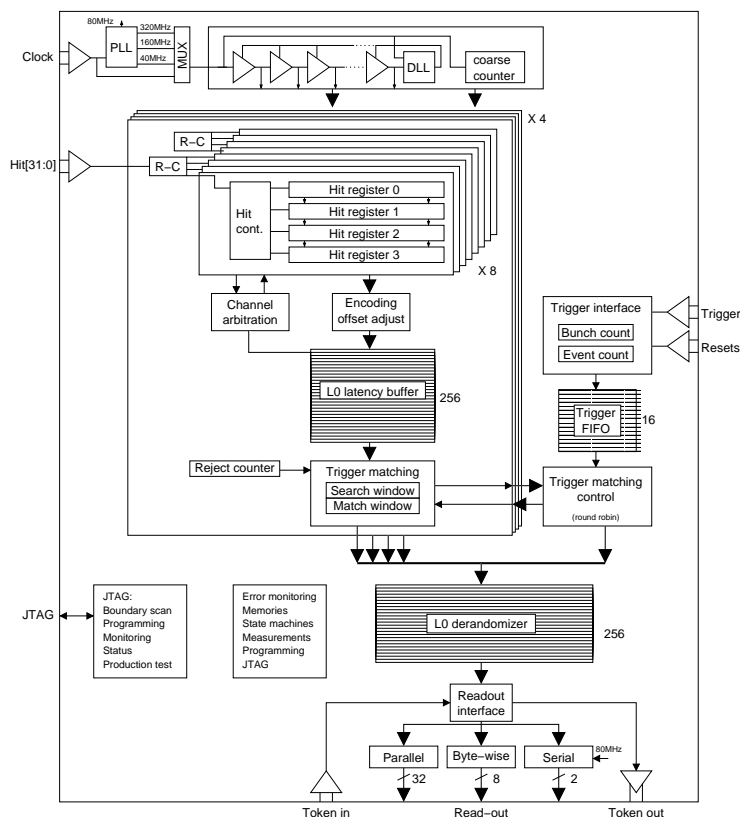 80MHz
320MHz
160MHz
40MHz
PLL
MUX
Clock
DLL
coarse
counter
X 4
R−C
Hit[31:0]
R−C
Hit
cont.
Hit register 0
Hit register 1
Hit register 2
Hit register 3
X 8
Channel
arbitration
Encoding
offset adjust
Trigger interface
Bunch count
Event count
Trigger
Resets
L0 latency buffer
256
Trigger
FIFO
16
Reject counter
Trigger matching
Search window
Match window
Trigger matching
control
(round robin)
JTAG
JTAG:
Boundary scan
Programming
Monitoring
Status
Production test
Error monitoring
Memories
State machines
Measurements
Programming
JTAG
L0 derandomizer
256
Readout
interface
Parallel
Byte−wise
Serial
80MHz
32
8
2
Token in
Read−out
Token out